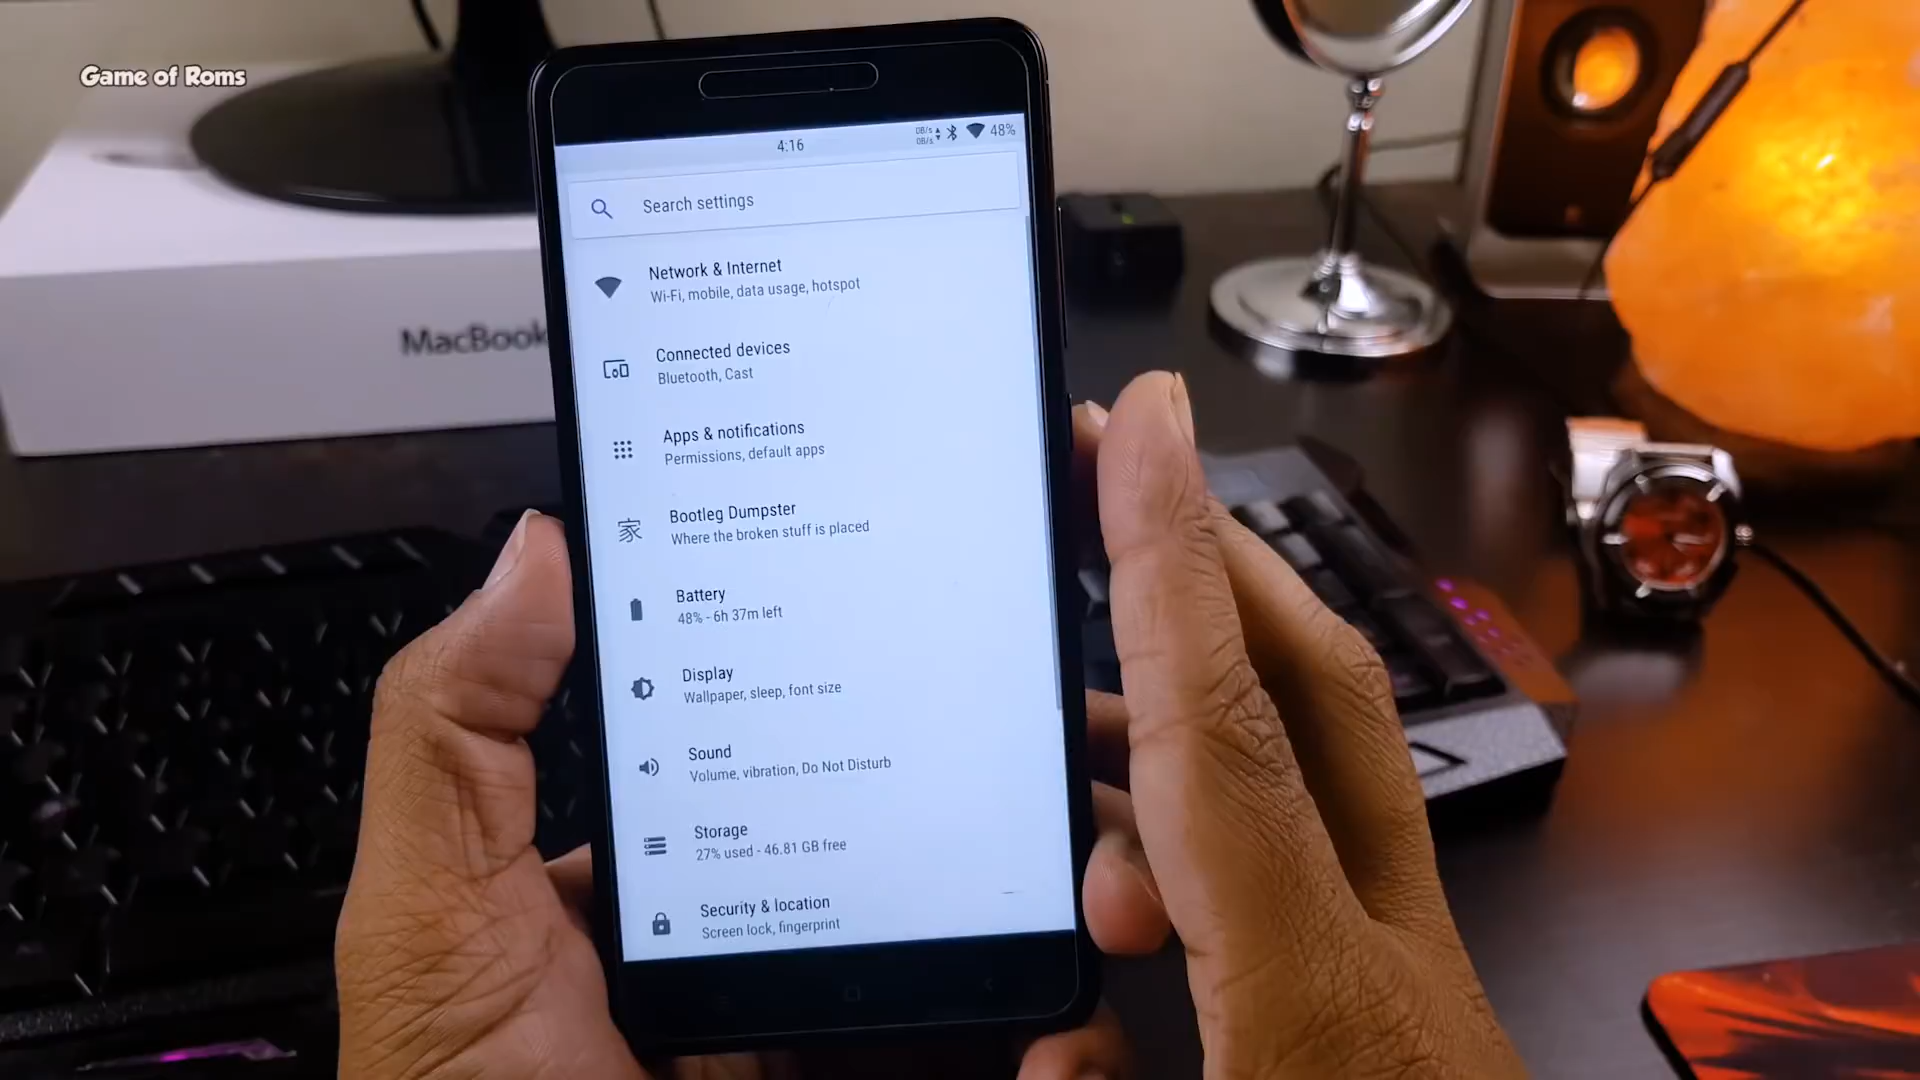 Game of Roms
MacBook
4:16
0B/s
0B/s
48%
Search settings
Network & Internet
Wi-Fi, mobile, data usage, hotspot
Connected devices
Bluetooth, Cast
Apps & notifications
Permissions, default apps
家
Bootleg Dumpster
Where the broken stuff is placed
Battery
48% - 6h 37m left
Display
Wallpaper, sleep, font size
Sound
Volume, vibration, Do Not Disturb
Storage
27% used - 46.81 GB free
Security & location
Screen lock, fingerprint